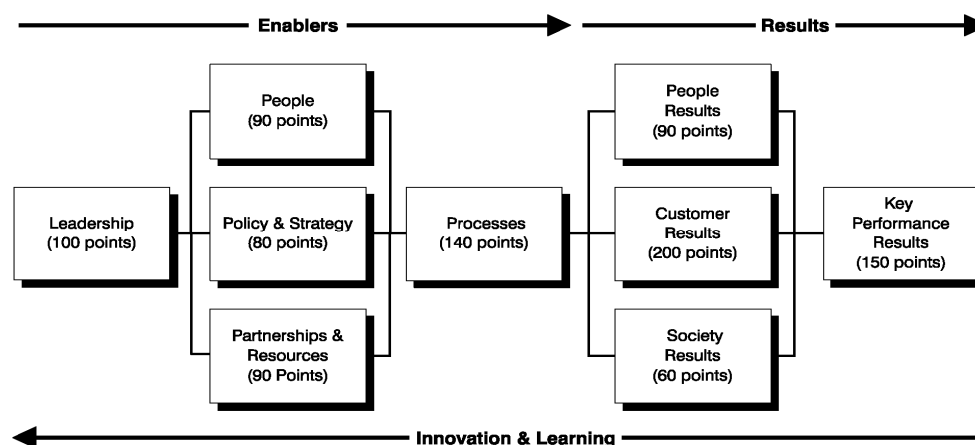 Enablers
Results
People
(90 points)
People
Results
(90 points)
Leadership
(100 points)
Policy & Strategy
(80 points)
Processes
(140 points)
Customer
Results
(200 points)
Key
Performance
Results
(150 points)
Partnerships &
Resources
(90 Points)
Society
Results
(60 points)
Innovation & Learning